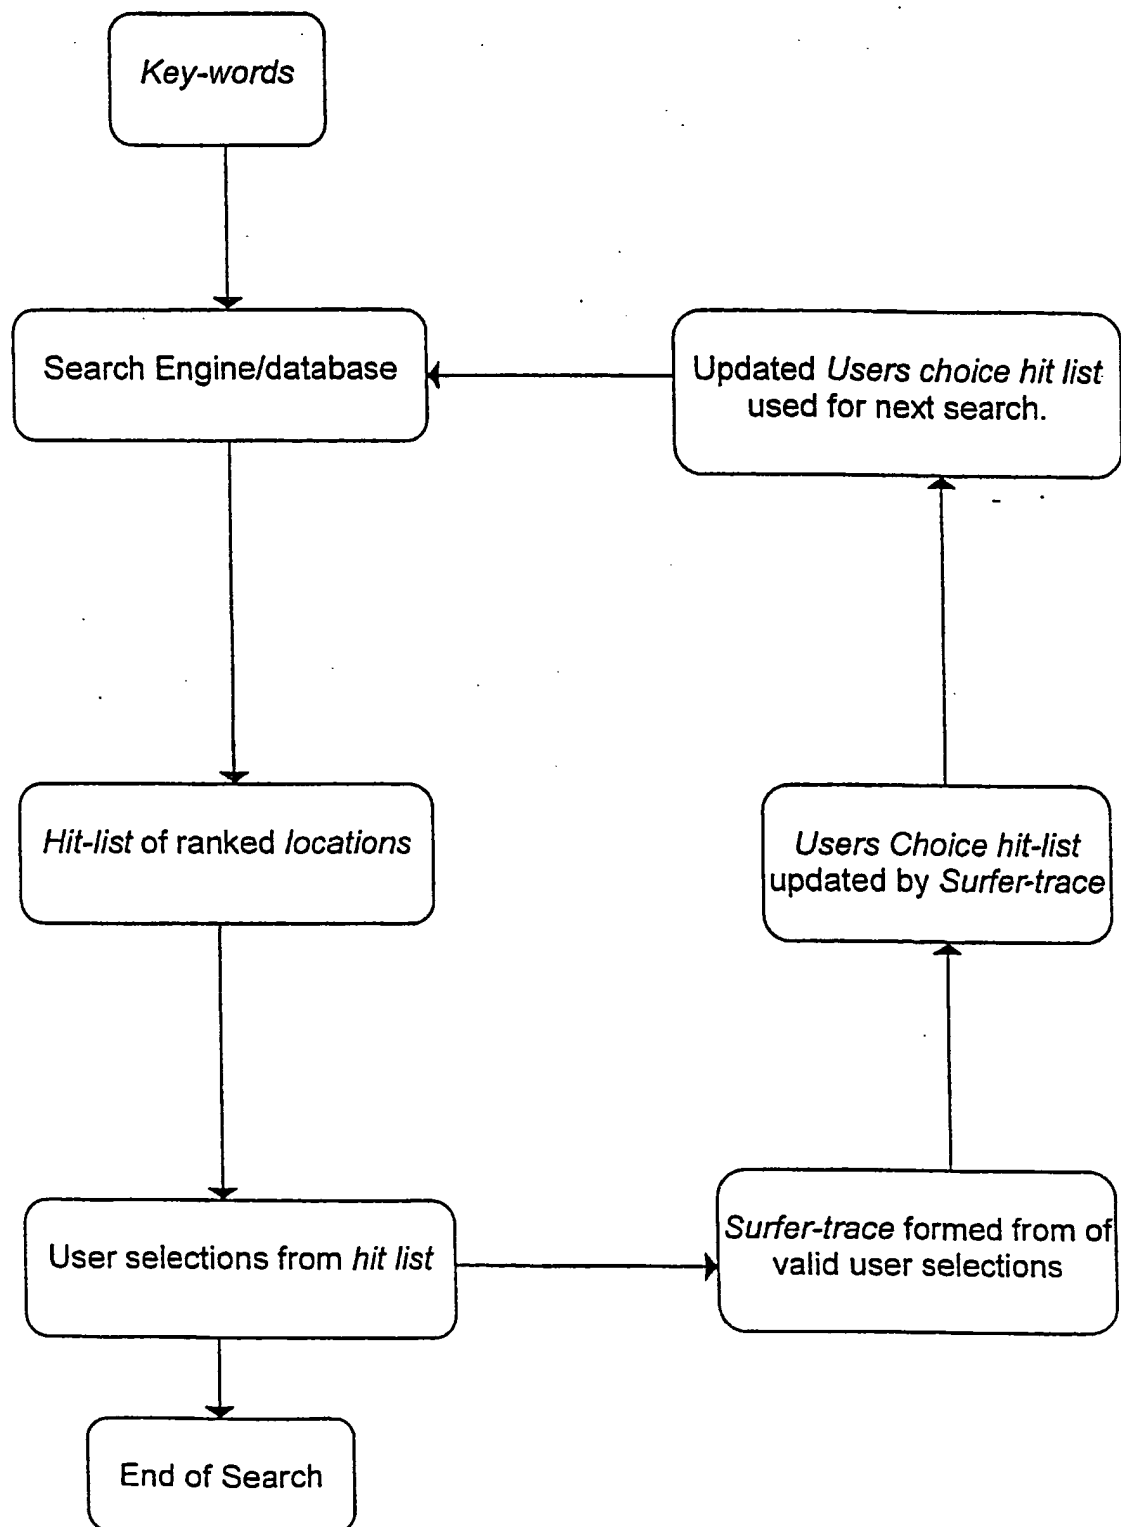 Key-words
Search Engine/database
Updated Users choice hit list
used for next search.
Hit-list of ranked locations
Users Choice hit-list
updated by Surfer-trace
User selections from hit list
Surfer-trace formed from of
valid user selections
End of Search